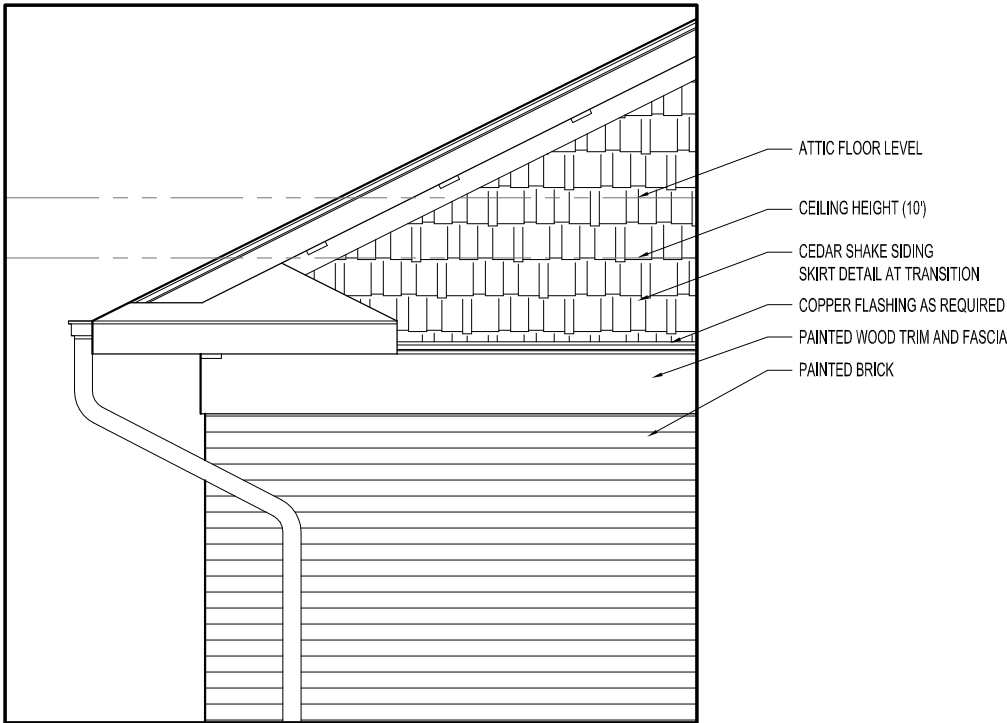 ATTIC FLOOR LEVEL
CEILING HEIGHT (10')
CEDAR SHAKE SIDING
SKIRT DETAIL AT TRANSITION
COPPER FLASHING AS REQUIRED
PAINTED WOOD TRIM AND FASCIA
PAINTED BRICK